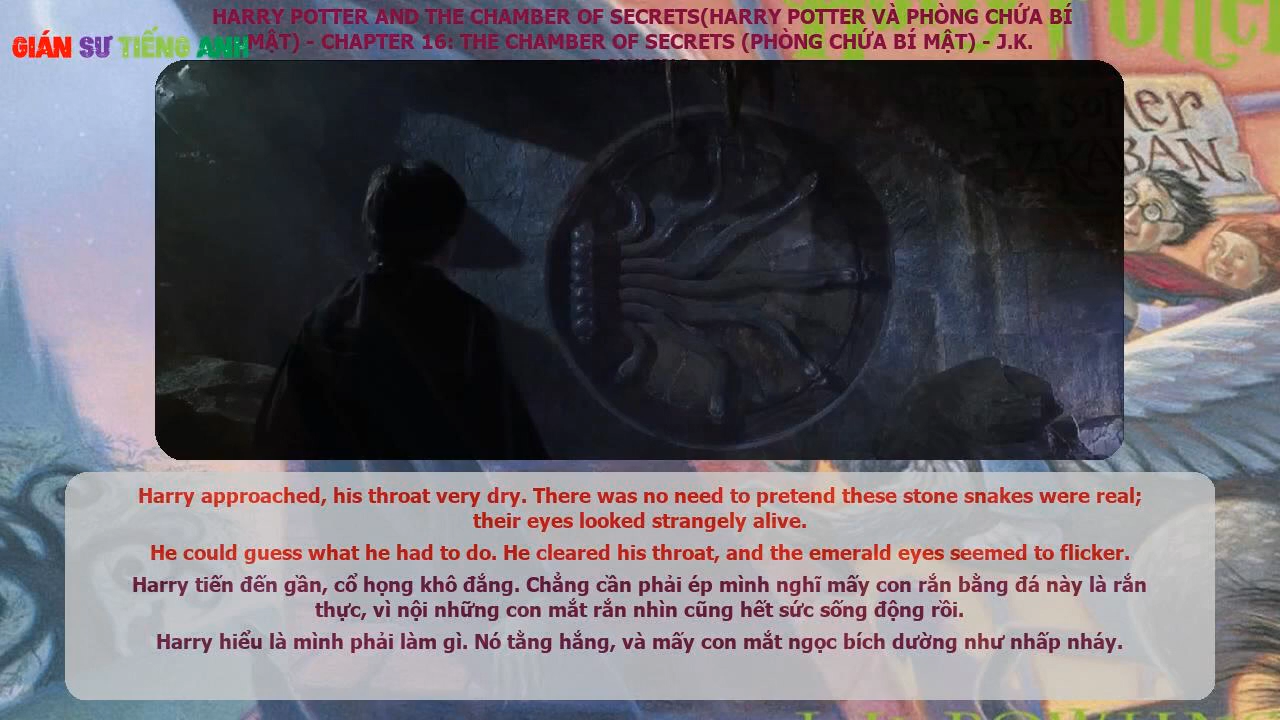 HARRY POTTER AND THE CHAMBER OF SECRETS(HARRY POTTER VÀ PHÒNG CHỨA BÍ
GIÁN SƯ TIẾNG ANH
MẬT) - CHAPTER 16: THE CHAMBER OF SECRETS (PHÒNG CHỨA BÍ MẬT) - J.K.
Prisoner
AZKABAN
Harry approached, his throat very dry. There was no need to pretend these stone snakes were real;
their eyes looked strangely alive.
He could guess what he had to do. He cleared his throat, and the emerald eyes seemed to flicker.
Harry tiến đến gần, cổ họng khô đắng. Chẳng cần phải ép mình nghĩ mấy con rắn bằng đá này là rắn
thực, vì nội những con mắt rắn nhìn cũng hết sức sống động rồi.
Harry hiểu là mình phải làm gì. Nó tằng hắng, và mấy con mắt ngọc bích dường như nhấp nháy.